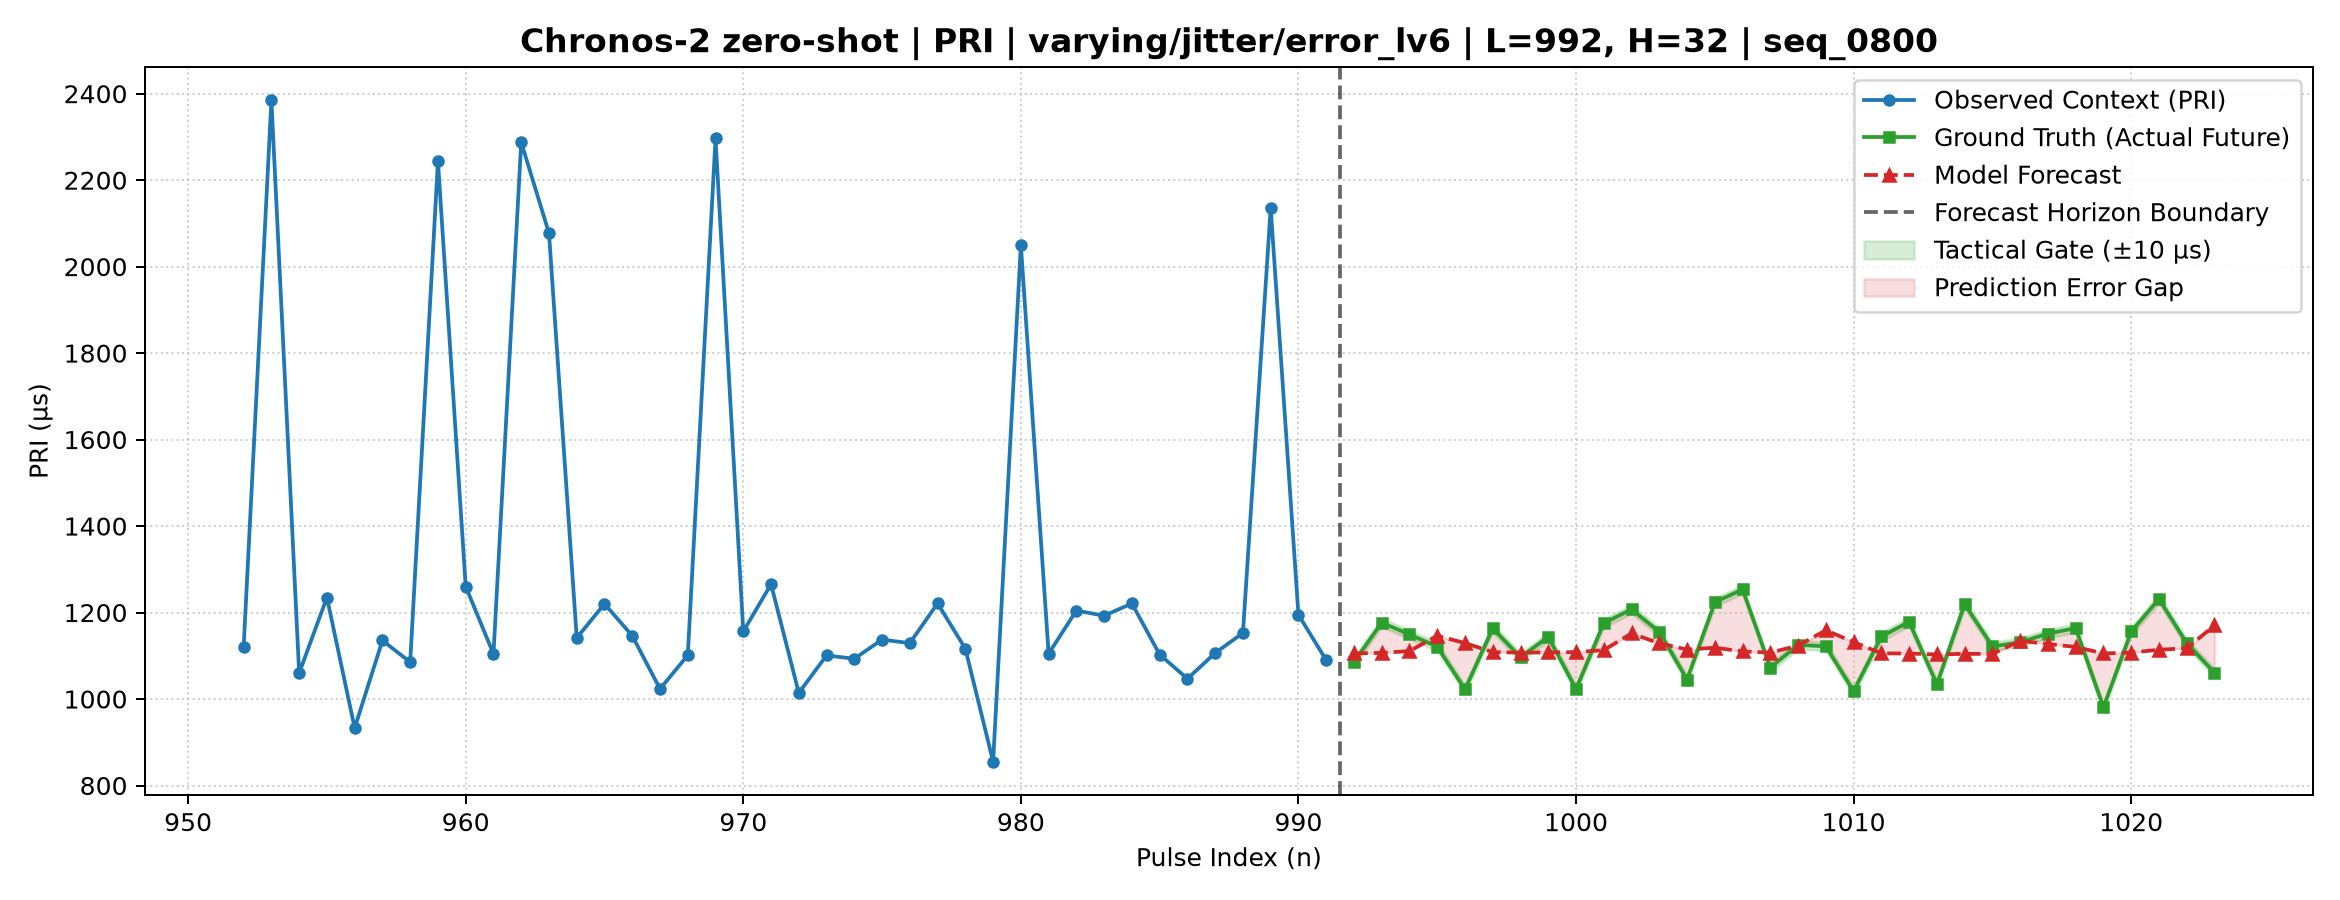 Chronos-2 zero-shot | PRI | varying/jitter/error_lv6 | L=992, H=32 | seq_0800
PRI (µs)
2400
2200
2000
1800
1600
1400
1200
1000
800
Observed Context (PRI)
Ground Truth (Actual Future)
Model Forecast
Forecast Horizon Boundary
Tactical Gate (±10 µs)
Prediction Error Gap
950 960 970 980 990 1000 1010 1020
Pulse Index (n)